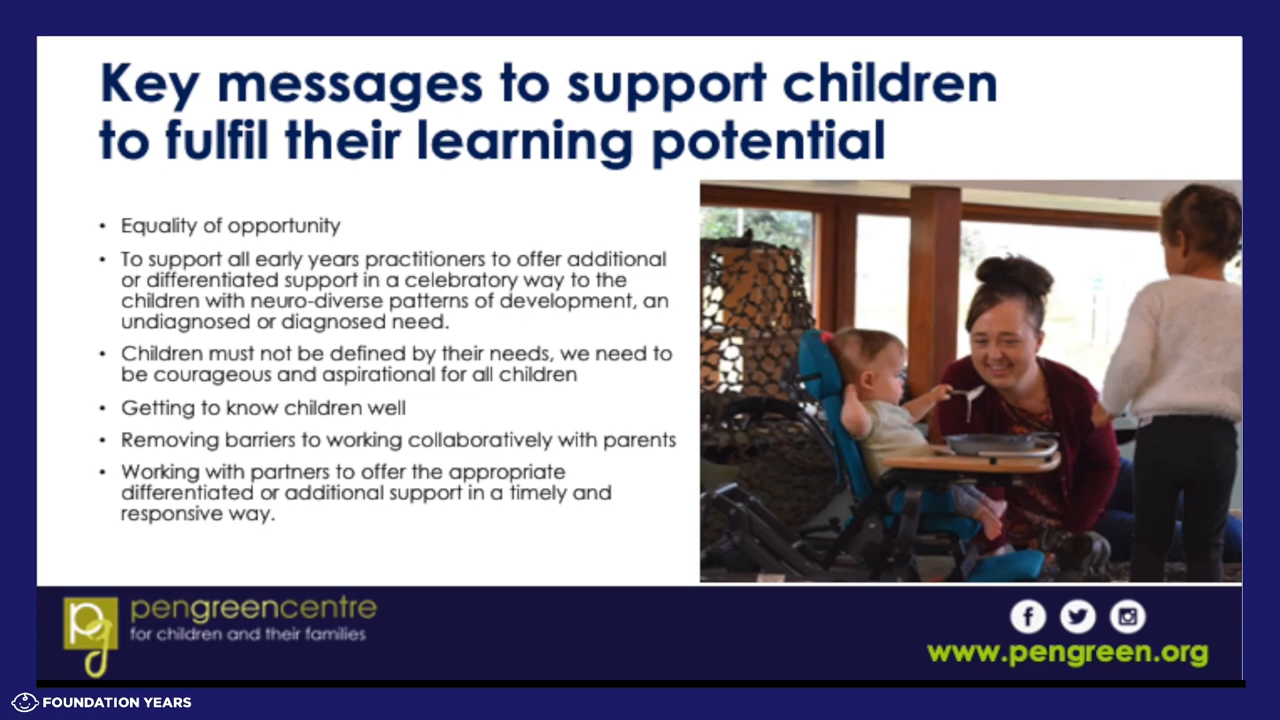 Key messages to support children
to fulfil their learning potential
• Equality of opportunity
• To support all early years practitioners to offer additional
or differentiated support in a celebratory way to the
children with neuro-diverse patterns of development, an
undiagnosed or diagnosed need.
• Children must not be defined by their needs, we need to
be courageous and aspirational for all children
• Getting to know children well
• Removing barriers to working collaboratively with parents
• Working with partners to offer the appropriate
differentiated or additional support in a timely and
responsive way.
pg
pengreencentre
for children and their families
www.pengreen.org
FOUNDATION YEARS